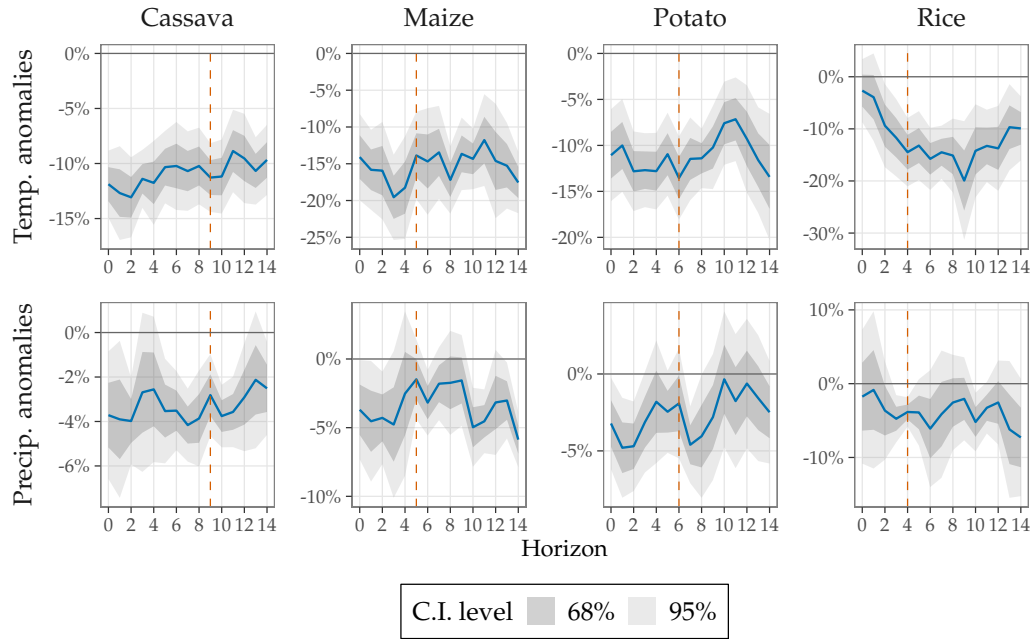 Cassava Maize Potato Rice
Temp. anomalies
0% -5% -10% -15%
0 2 4 6 8 10 12 14
0% -5% -10% -15% -20% -25%
0 2 4 6 8 10 12 14
0% -5% -10% -15% -20%
0 2 4 6 8 10 12 14
0% -10% -20% -30%
0 2 4 6 8 10 12 14
Precip. anomalies
0% -2% -4% -6%
0 2 4 6 8 10 12 14
0% -5% -10%
0 2 4 6 8 10 12 14
0% -5%
0 2 4 6 8 10 12 14
10% 0% -10%
0 2 4 6 8 10 12 14
Horizon
C.I. level 68% 95%